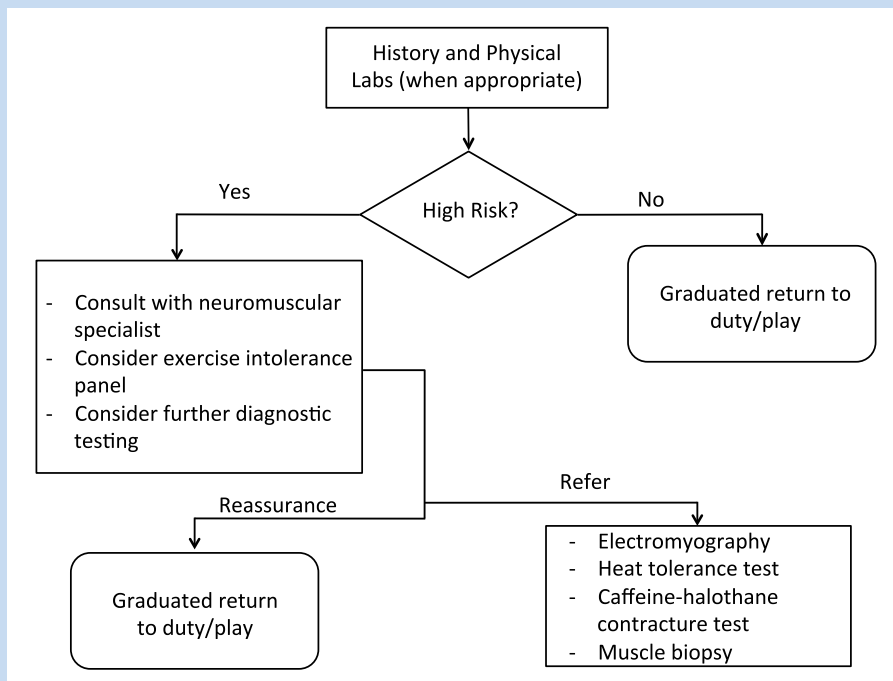 History and Physical
Labs (when appropriate)
High Risk?
Yes
No
- Consult with neuromuscular
specialist
- Consider exercise intolerance
panel
- Consider further diagnostic
testing
Graduated return to
duty/play
Reassurance
Refer
Graduated return
to duty/play
- Electromyography
- Heat tolerance test
- Caffeine-halothane
contracture test
- Muscle biopsy